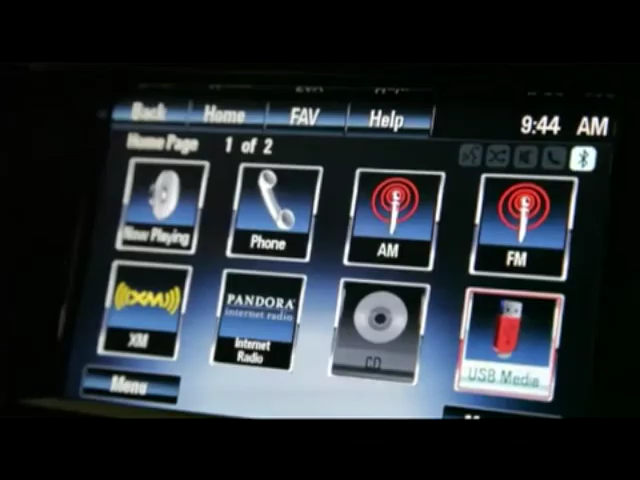 Back Home FAV Help
9:44 AM
Home Page 1 of 2
Now Playing
Phone
AM
FM
XM
XM
PANDORA
internet radio
Internet
Radio
CD
USB Media
Menu